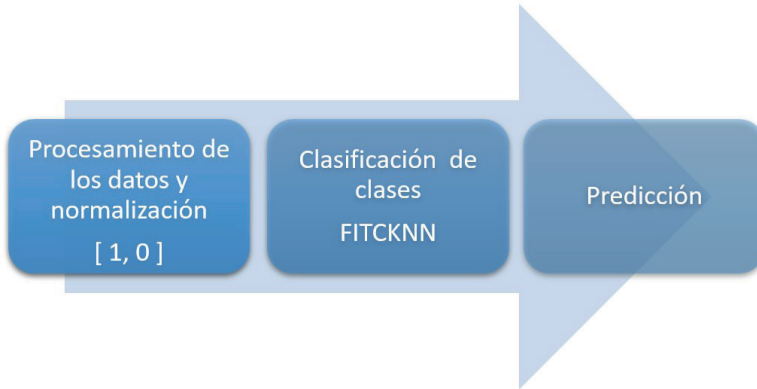 Procesamiento de
los datos y
normalización
[ 1, 0 ]
Clasificación de
clases
FITCKNN
Predicción